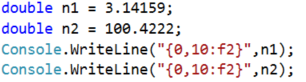 double n1 = 3.14159;
double n2 = 100.4222;
Console.WriteLine("{0,10:f2}",n1);
Console.WriteLine("{0,10:f2}",n2);